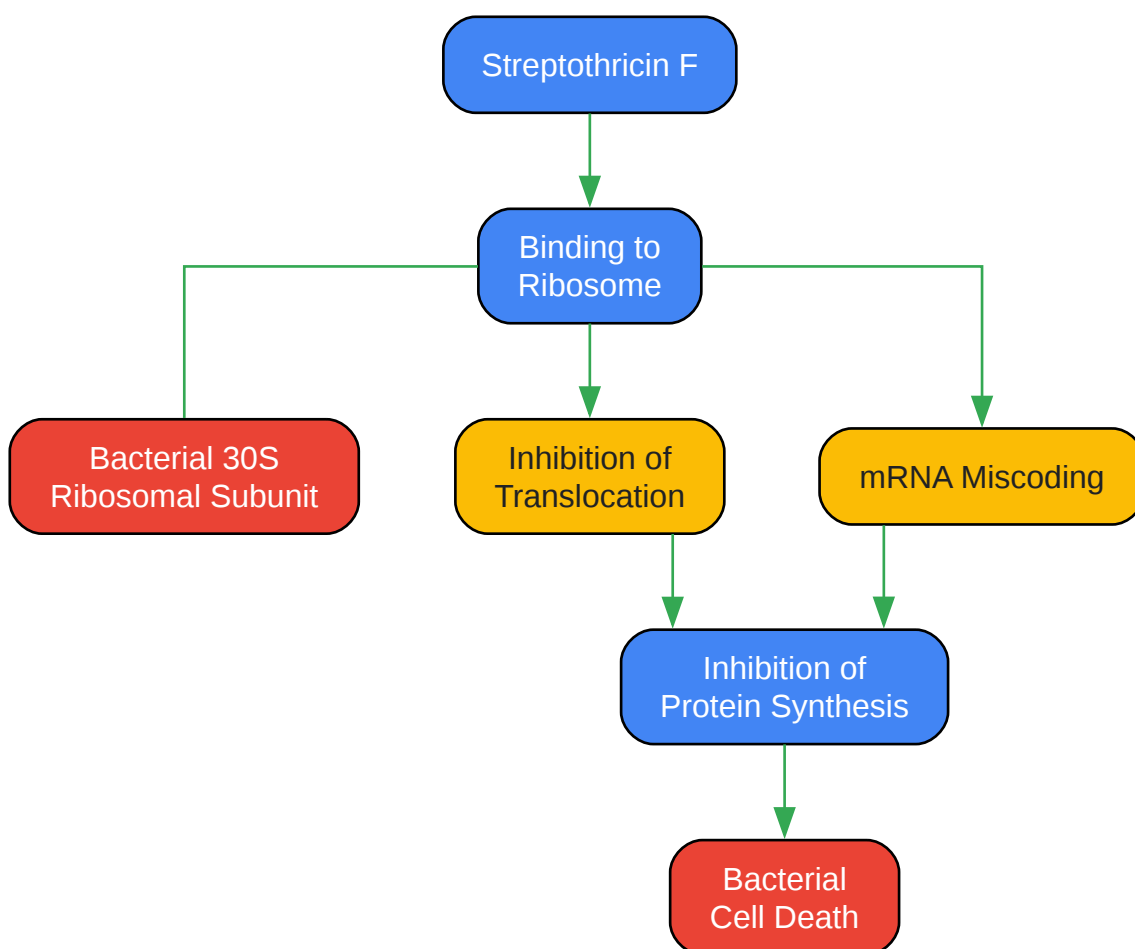 Streptothricin F
Binding to
Ribosome
Bacterial 30S
Ribosomal Subunit
Inhibition of
Translocation
mRNA Miscoding
Inhibition of
Protein Synthesis
Bacterial
Cell Death